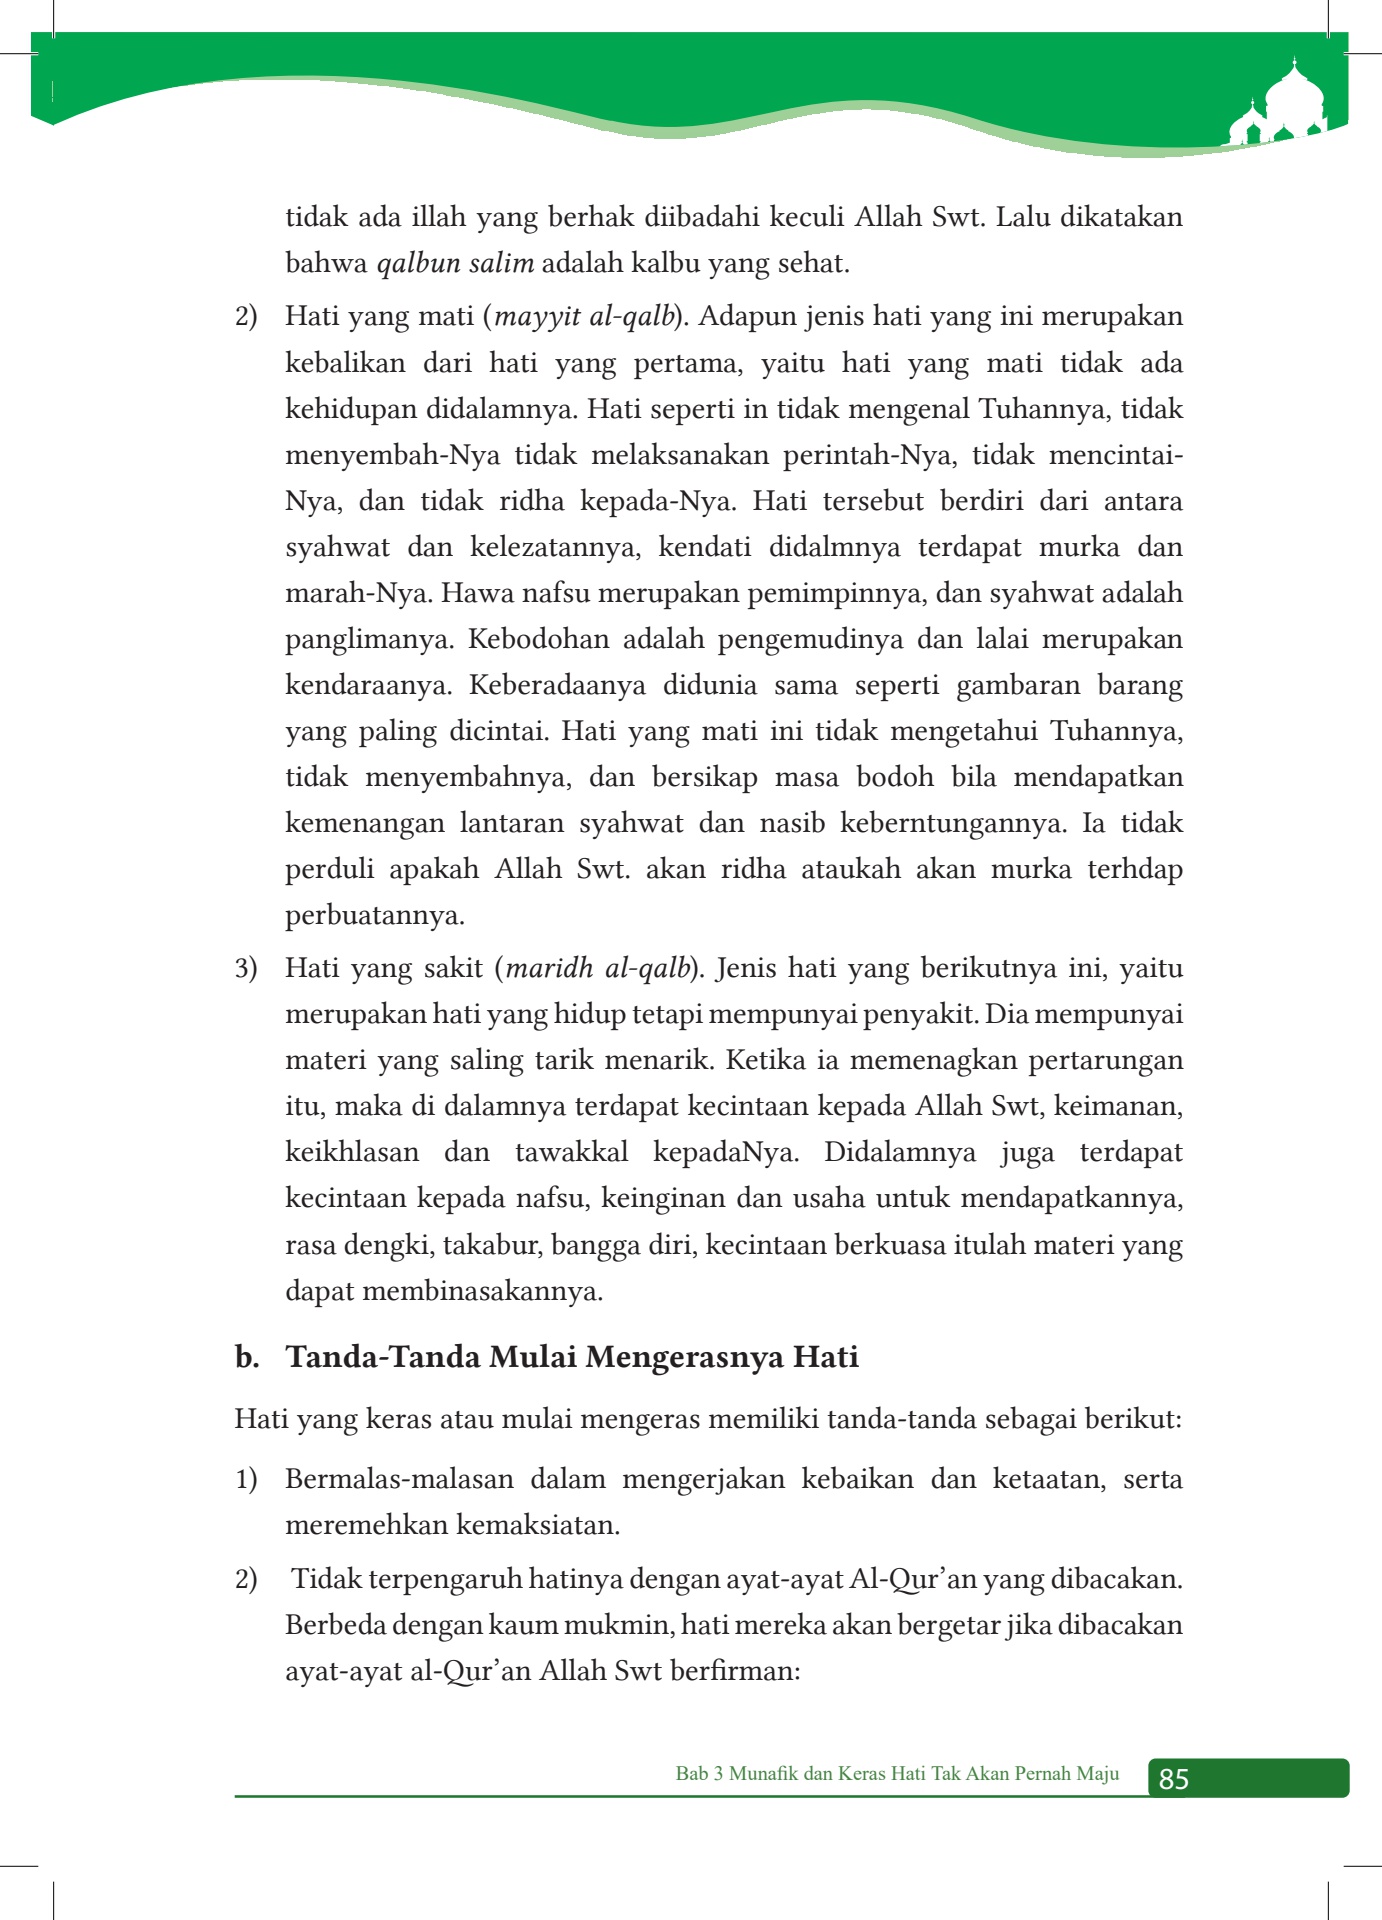 tidak ada illah yang berhak diibadahi keculi Allah Swt. Lalu dikatakan
bahwa qalbun salim adalah kalbu yang sehat.
2) Hati yang mati (mayyit al-qalb). Adapun jenis hati yang ini merupakan
kebalikan dari hati yang pertama, yaitu hati yang mati tidak ada
kehidupan didalamnya. Hati seperti in tidak mengenal Tuhannya, tidak
menyembah-Nya tidak melaksanakan perintah-Nya, tidak mencintai-
Nya, dan tidak ridha kepada-Nya. Hati tersebut berdiri dari antara
syahwat dan kelezatannya, kendati didalmnya terdapat murka dan
marah-Nya. Hawa nafsu merupakan pemimpinnya, dan syahwat adalah
panglimanya. Kebodohan adalah pengemudinya dan lalai merupakan
kendaraanya. Keberadaanya didunia sama seperti gambaran barang
yang paling dicintai. Hati yang mati ini tidak mengetahui Tuhannya,
tidak menyembahnya, dan bersikap masa bodoh bila mendapatkan
kemenangan lantaran syahwat dan nasib keberntungannya. Ia tidak
perduli apakah Allah Swt. akan ridha ataukah akan murka terhdap
perbuatannya.
3) Hati yang sakit (maridh al-qalb). Jenis hati yang berikutnya ini, yaitu
merupakan hati yang hidup tetapi mempunyai penyakit. Dia mempunyai
materi yang saling tarik menarik. Ketika ia memenagkan pertarungan
itu, maka di dalamnya terdapat kecintaan kepada Allah Swt, keimanan,
keikhlasan dan tawakkal kepadaNya. Didalamnya juga terdapat
kecintaan kepada nafsu, keinginan dan usaha untuk mendapatkannya,
rasa dengki, takabur, bangga diri, kecintaan berkuasa itulah materi yang
dapat membinasakannya.
b. Tanda-Tanda Mulai Mengerasnya Hati
Hati yang keras atau mulai mengeras memiliki tanda-tanda sebagai berikut:
1) Bermalas-malasan dalam mengerjakan kebaikan dan ketaatan, serta
meremehkan kemaksiatan.
2) Tidak terpengaruh hatinya dengan ayat-ayat Al-Qur’an yang dibacakan.
Berbeda dengan kaum mukmin, hati mereka akan bergetar jika dibacakan
ayat-ayat al-Qur’an Allah Swt berfirman:
Bab 3 Munafik dan Keras Hati Tak Akan Pernah Maju 85